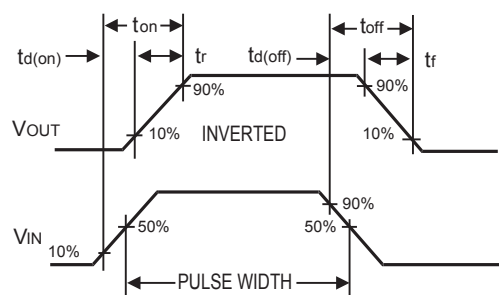 ton
toff
td(on)
tr
td(off)
tf
90%
90%
VOUT
10%
INVERTED
10%
90%
VIN
50%
50%
10%
PULSE WIDTH